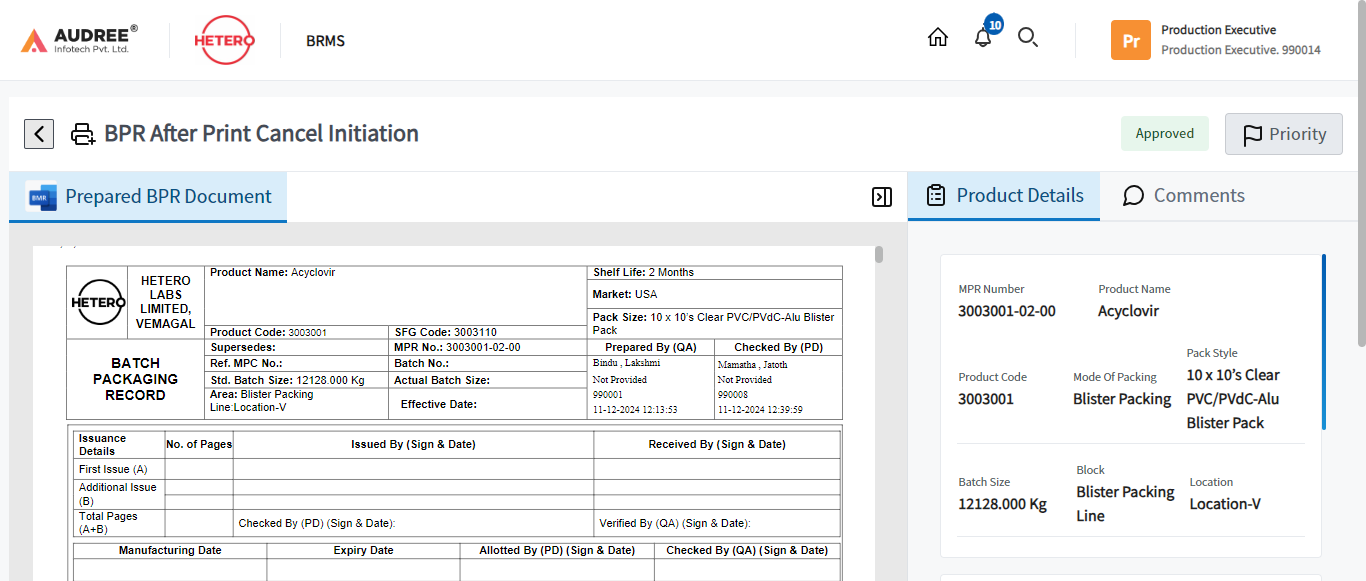 AUDREE®
Infotech Pvt. Ltd.
HETERO
BRMS
10
Pr
Production Executive
Production Executive. 990014
BPR After Print Cancel Initiation
Approved
Priority
BMR
Prepared BPR Document
Product Details
Comments
HETERO
HETERO LABS LIMITED, VEMAGAL
Product Name: Acyclovir
Shelf Life: 2 Months
Market: USA
Pack Size: 10 x 10's Clear PVC/PVdC-Alu Blister
Pack
Product Code: 3003001
SFG Code: 3003110
BATCH
PACKAGING
RECORD
Supersedes:
MPR No.: 3003001-02-00
Prepared By (QA)
Checked By (PD)
Ref. MPC No.:
Batch No.:
Std. Batch Size: 12128.000 Kg
Actual Batch Size:
Area: Blister Packing
Line:Location-V
Effective Date:
Bindu , Lakshmi
Not Provided
990001
11-12-2024 12:13:53
Mamatha , Jatoth
Not Provided
990008
11-12-2024 12:39:59
Issuance
Details
No. of Pages
Issued By (Sign & Date)
Received By (Sign & Date)
First Issue (A)
Additional Issue
(B)
Total Pages
(A+B)
Checked By (PD) (Sign & Date):
Verified By (QA) (Sign & Date):
Manufacturing Date
Expiry Date
Allotted By (PD) (Sign & Date)
Checked By (QA) (Sign & Date)
MPR Number
3003001-02-00
Product Name
Acyclovir
Product Code
3003001
Mode Of Packing
Blister Packing
Pack Style
10 x 10’s Clear
PVC/PVdC-Alu
Blister Pack
Batch Size
12128.000 Kg
Block
Blister Packing
Line
Location
Location-V